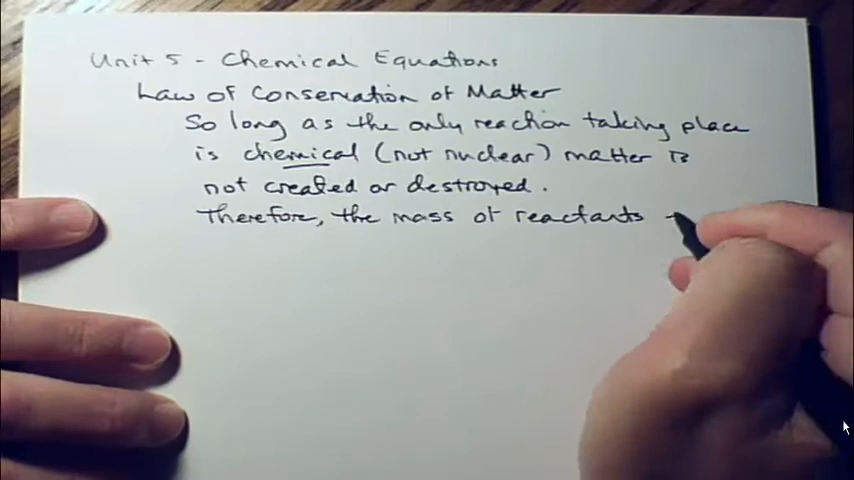 Unit 5 - Chemical Equations
Law of Conservation of Matter
So long as the only reaction taking place
is chemical (not nuclear) matter is
not created or destroyed.
Therefore, the mass of reactants